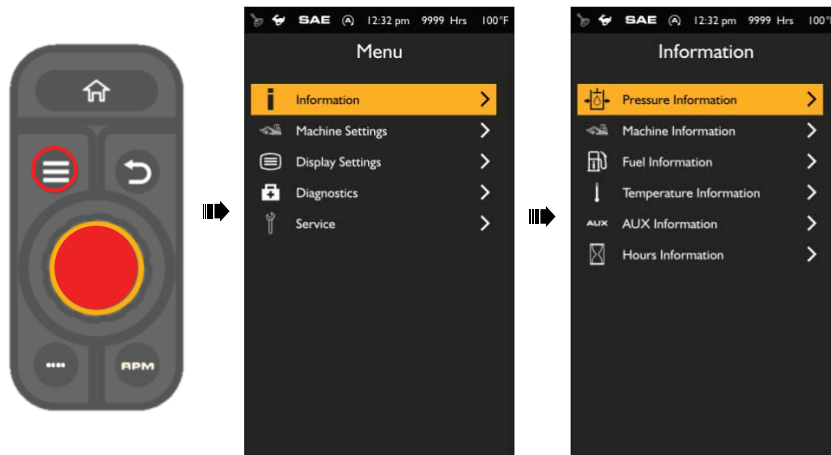 RPM
SAE A 12:32 pm 9999 Hrs 100°F
Menu
Information
Machine Settings
Display Settings
Diagnostics
Service
SAE A 12:32 pm 9999 Hrs 100°F
Information
Pressure Information
Machine Information
Fuel Information
Temperature Information
AUX AUX Information
Hours Information